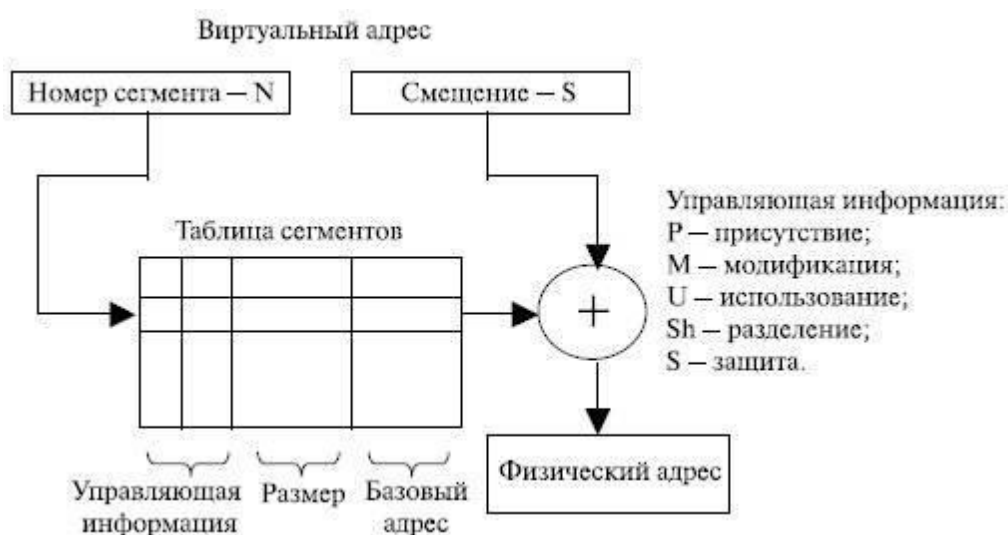 Виртуальный адрес
Номер сегмента – N
Смещение – S
Управляющая информация:
P – присутствие;
M – модификация;
U – использование;
Sh – разделение;
S – защита.
Таблица сегментов
+
Физический адрес
Управляющая
информация
Размер
Базовый
адрес